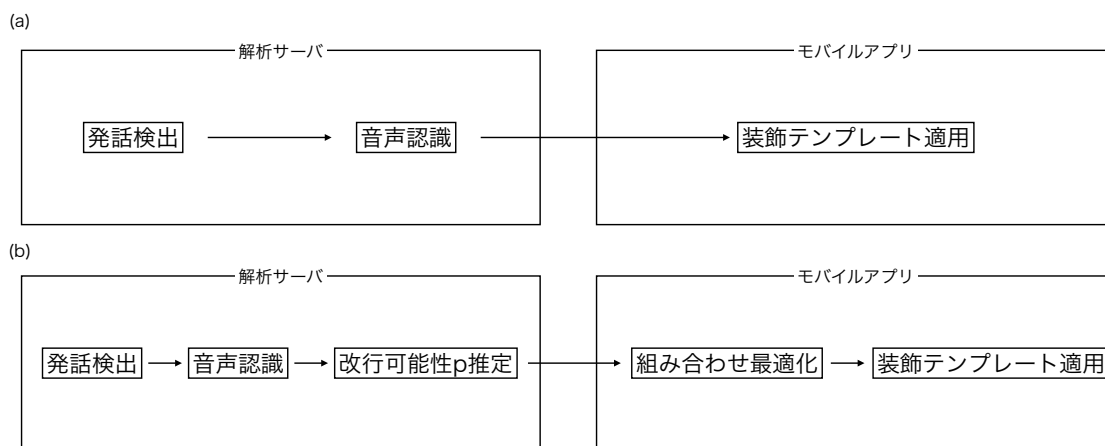 (a)
解析サーバ
モバイルアプリ
発話検出
音声認識
装飾テンプレート適用
(b)
解析サーバ
モバイルアプリ
発話検出
音声認識
改行可能性p推定
組み合わせ最適化
装飾テンプレート適用